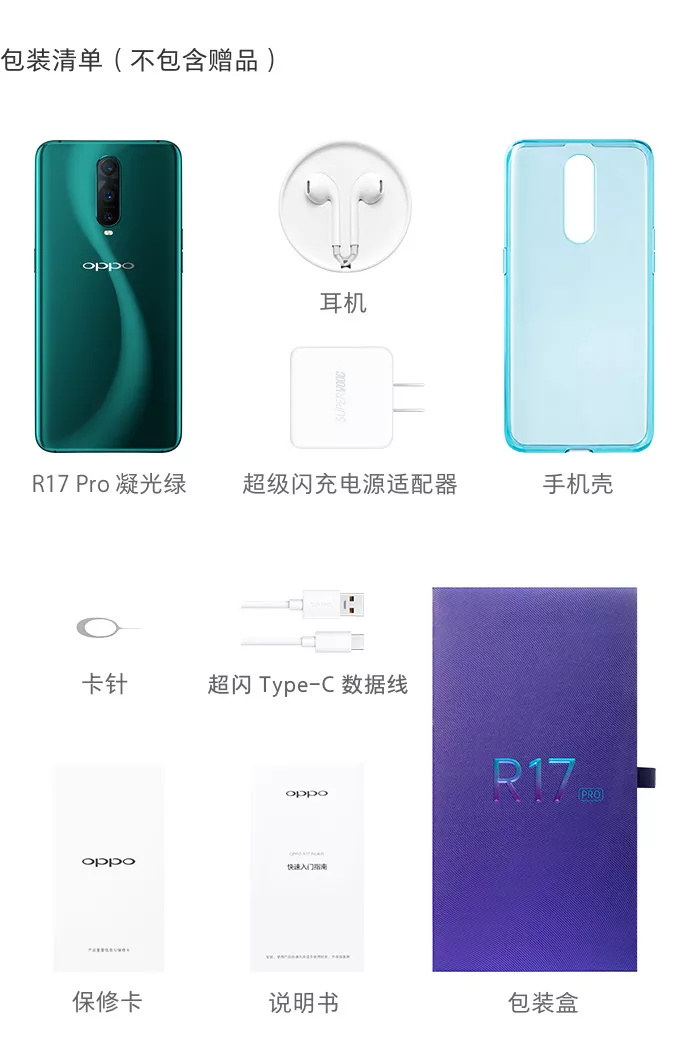 包装清单（不包含赠品）
oppo
耳机
SUPERVOOC
R17 Pro 凝光绿
超级闪充电源适配器
手机壳
卡针
超闪 Type-C 数据线
R17
PRO
oppo
oppo
快速入门指南
保修卡
说明书
包装盒